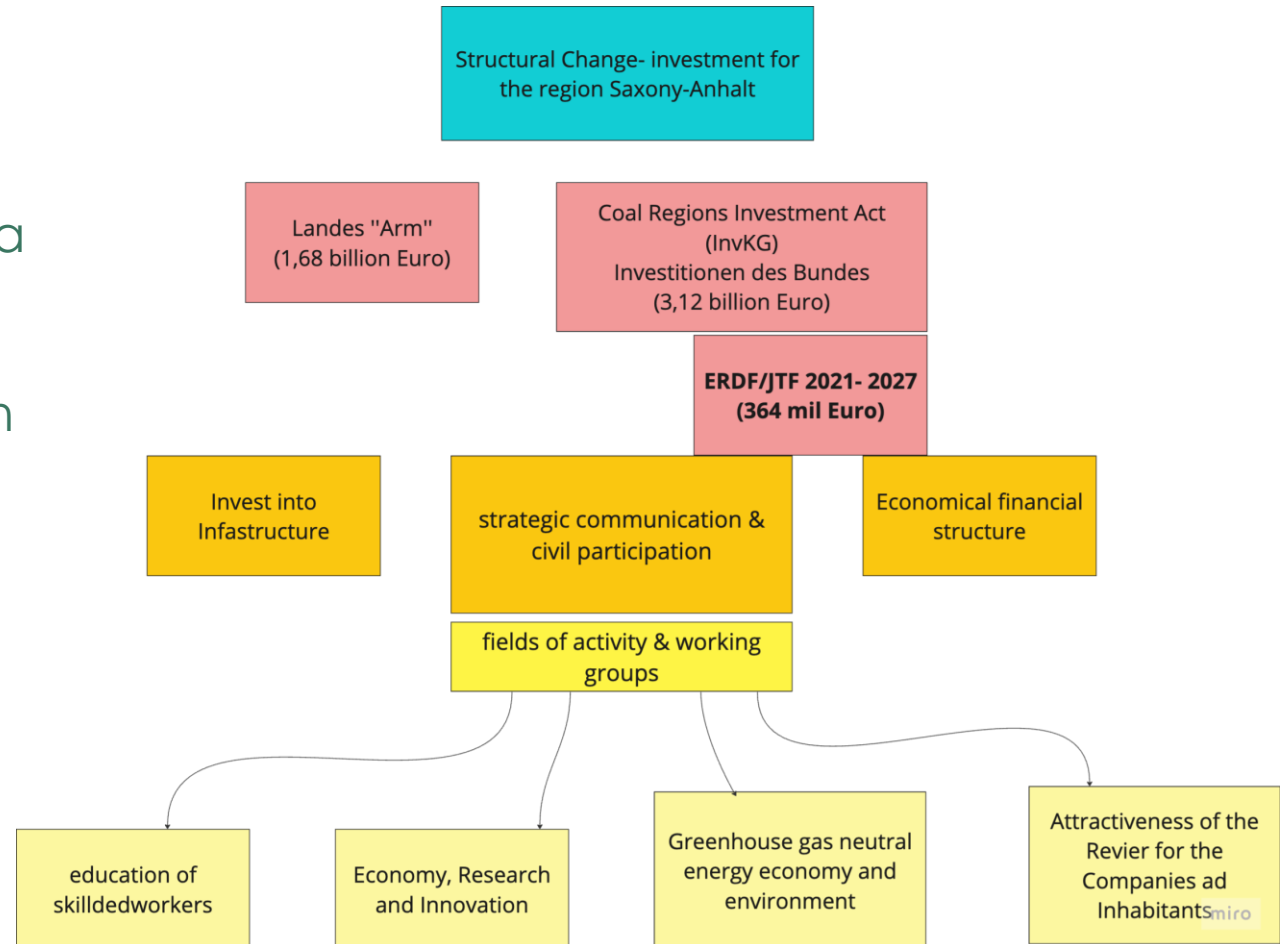 Structural Change- investment for
the region Saxony-Anhalt
a
n
Landes "Arm"
(1,68 billion Euro)
Coal Regions Investment Act
(InvKG)
Investitionen des Bundes
(3,12 billion Euro)
ERDF/JTF 2021- 2027
(364 mil Euro)
Invest into
Infastructure
strategic communication &
civil participation
Economical financial
structure
fields of activity & working
groups
education of
skilldedworkers
Economy, Research
and Innovation
Greenhouse gas neutral
energy economy and
environment
Attractiveness of the
Revier for the
Companies ad
Inhabitants
miro